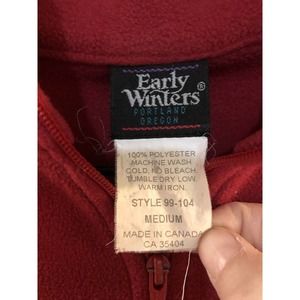 Early
Winters®
PORTLAND
OREGON
100% POLYESTER
MACHINE WASH
COLD. NO BLEACH.
TUMBLE DRY LOW.
WARM IRON.
STYLE 99-104
MEDIUM
MADE IN CANADA
CA 35404